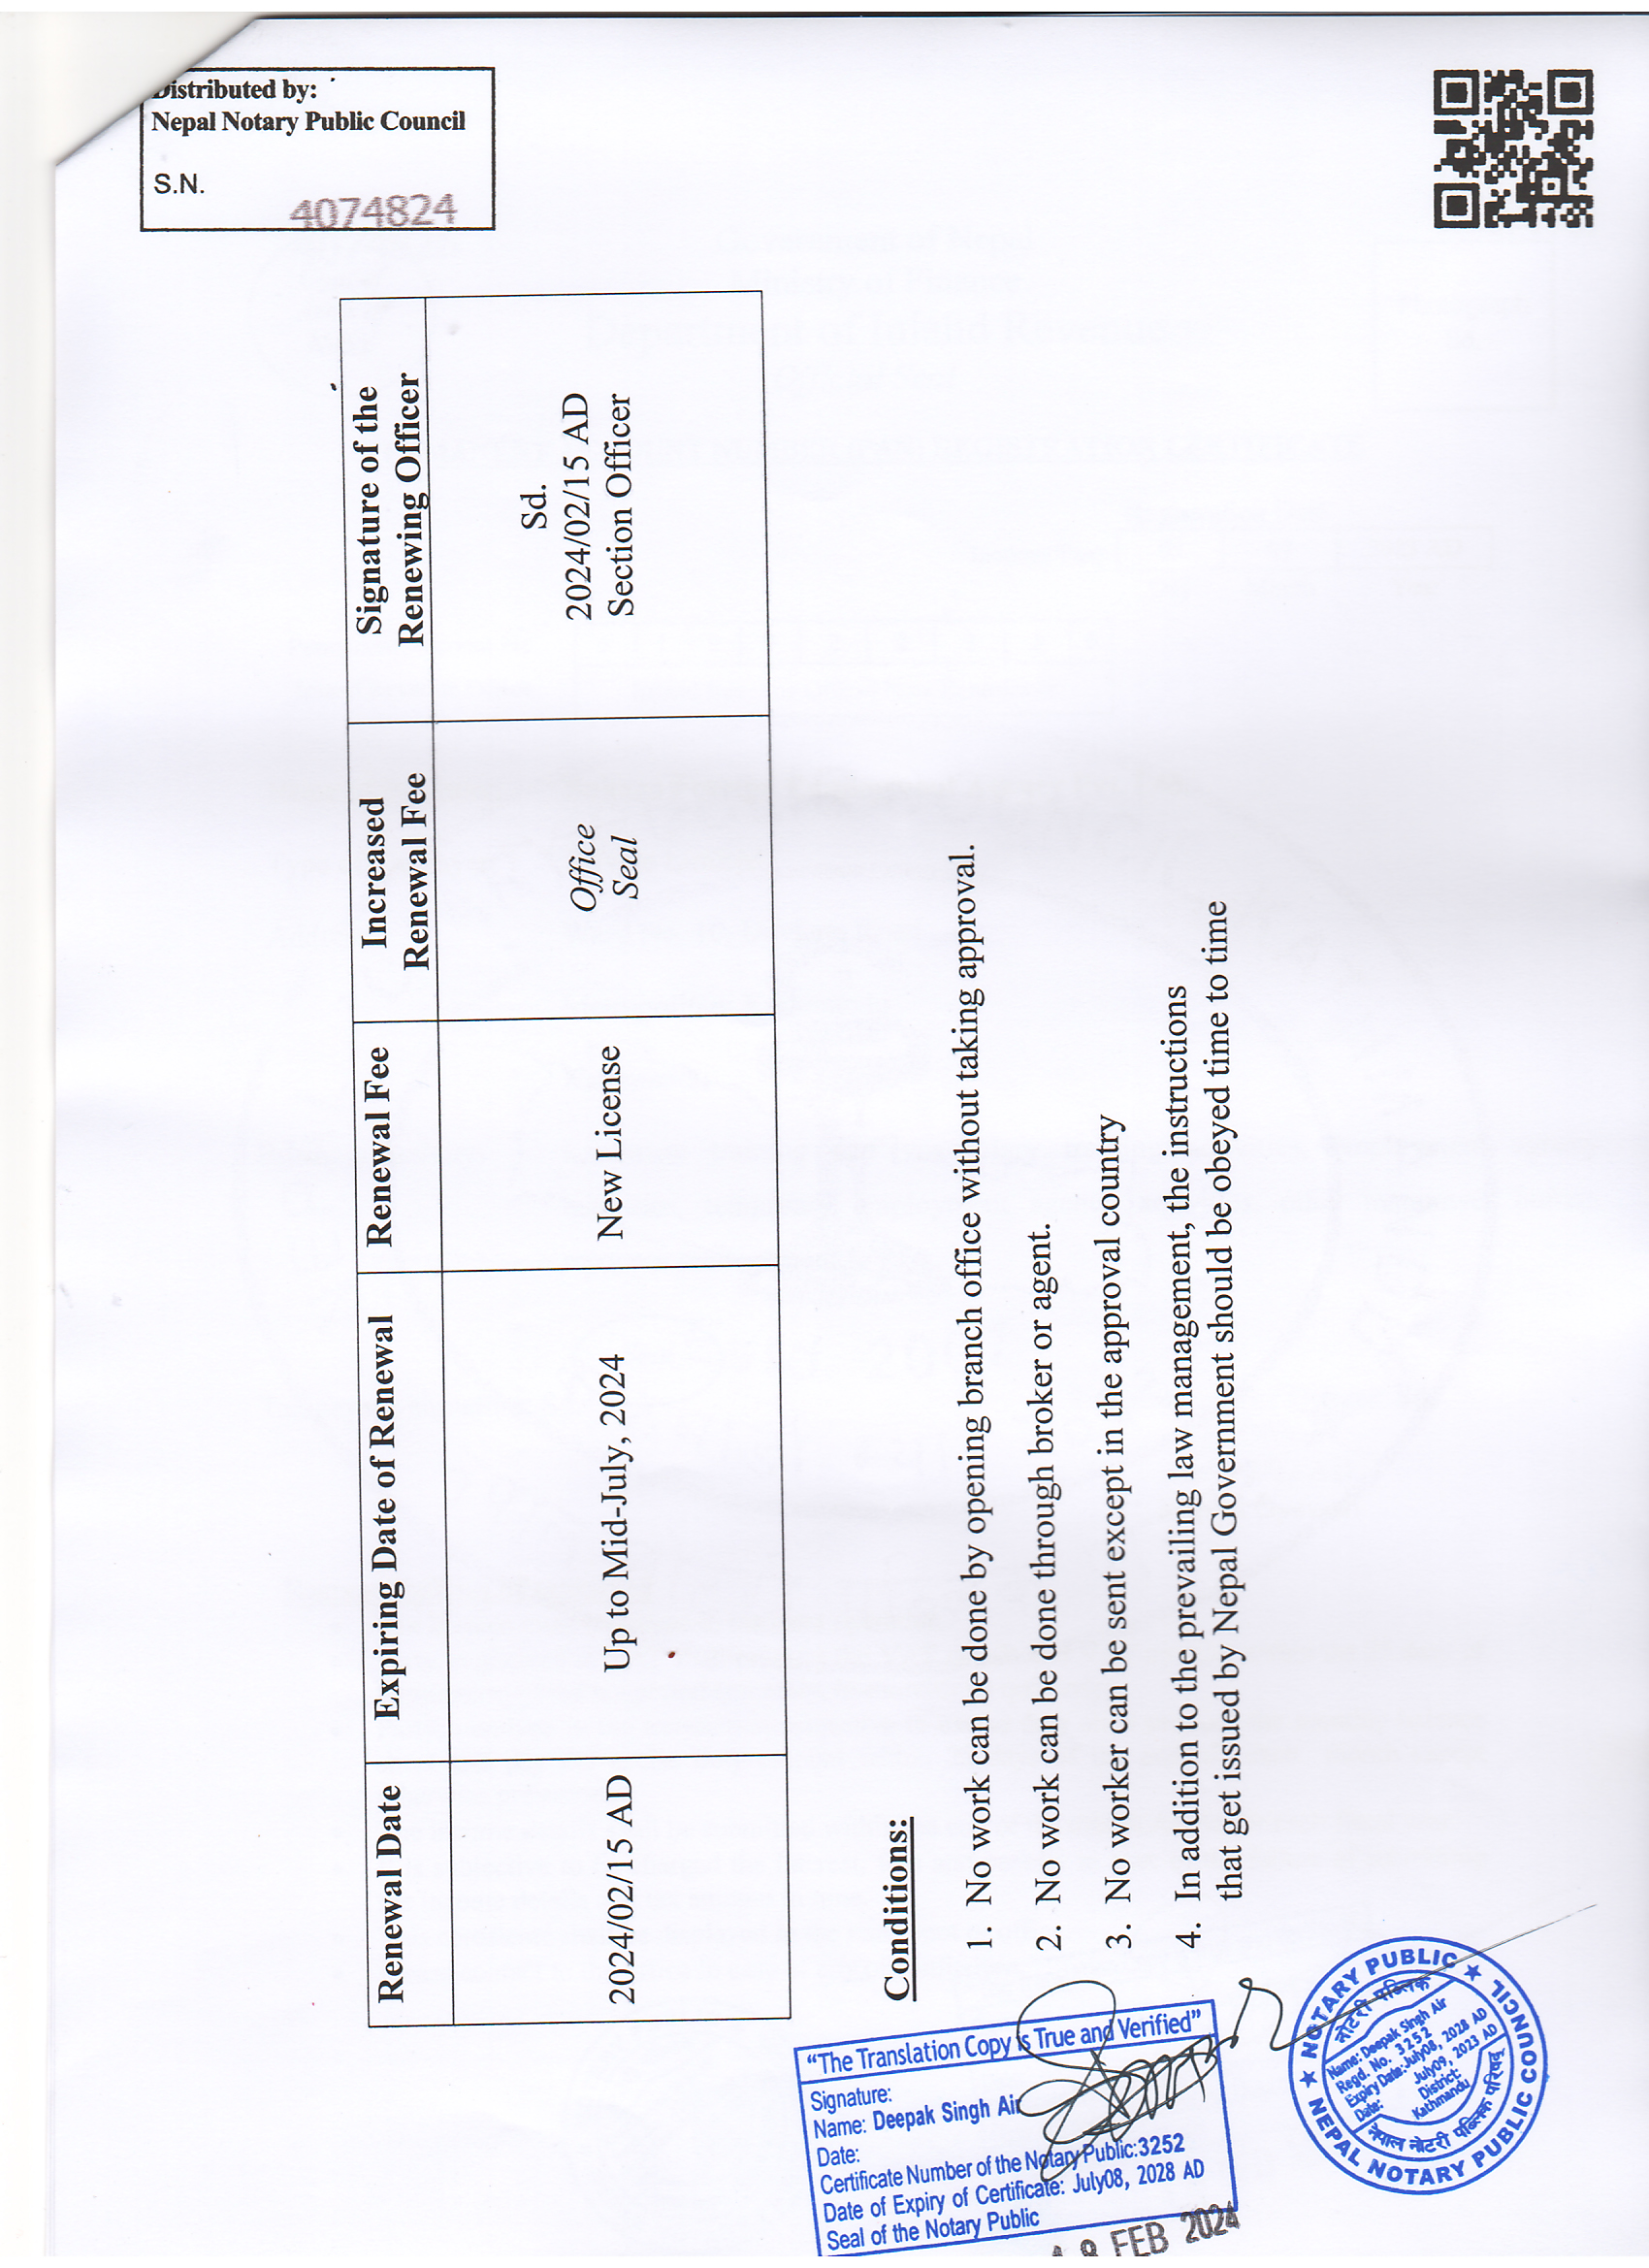 Distributed by:
Nepal Notary Public Council
S.N.
4074824
Renewal Date
Expiring Date of Renewal
Renewal Fee
Increased
Renewal Fee
Signature of the
Renewing Officer
2024/02/15 AD
Up to Mid-July, 2024
New License
Office
Seal
Sd.
2024/02/15 AD
Section Officer
Conditions:
1. No work can be done by opening branch office without taking approval.
2. No work can be done through broker or agent.
3. No worker can be sent except in the approval country
4. In addition to the prevailing law management, the instructions
that get issued by Nepal Government should be obeyed time to time
“The Translation Copy is True and Verified”
Signature:
Name: Deepak Singh Air
Date:
Certificate Number of the Notary Public:3252
Date of Expiry of Certificate: July08, 2028 AD
Seal of the Notary Public
FEB 2024
★ NOTARY PUBLIC ★
NEPAL NOTARY PUBLIC COUNCIL
नोटरी पब्लिक
Name: Deepak Singh Air
Regd. No. 3252
Expiry Date: July08, 2028 AD
Date: July09, 2023 AD
District:
Kathmandu
नेपाल नोटरी पब्लिक परिषद्